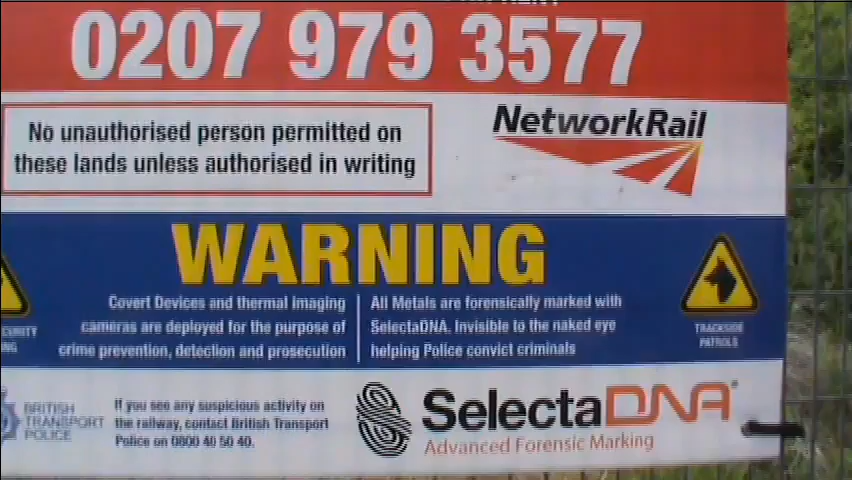 0207 979 3577
No unauthorised person permitted on
these lands unless authorised in writing
NetworkRail
WARNING
Covert Devices and thermal imaging
cameras are deployed for the purpose of
crime prevention, detection and prosecution
All Metals are forensically marked with
SelectaDNA. Invisible to the naked eye
helping Police convict criminals
TRACKSIDE
PATROLS
BRITISH
TRANSPORT
POLICE
If you see any suspicious activity on
the railway, contact British Transport
Police on 0800 40 50 40.
SelectaDNA®
Advanced Forensic Marking